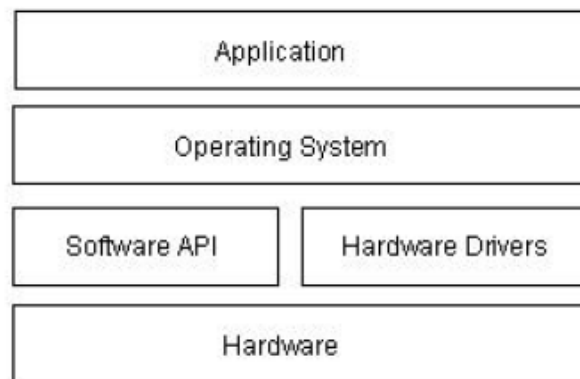 Application
Operating System
Software API
Hardware Drivers
Hardware